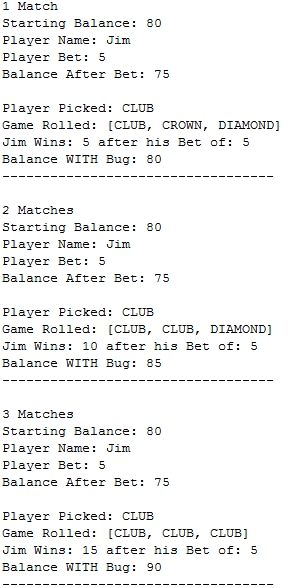 1 Match
Starting Balance: 80
Player Name: Jim
Player Bet: 5
Balance After Bet: 75
Player Picked: CLUB
Game Rolled: [CLUB, CROWN, DIAMOND]
Jim Wins: 5 after his Bet of: 5
Balance WITH Bug: 80
----------------------------------
2 Matches
Starting Balance: 80
Player Name: Jim
Player Bet: 5
Balance After Bet: 75
Player Picked: CLUB
Game Rolled: [CLUB, CLUB, DIAMOND]
Jim Wins: 10 after his Bet of: 5
Balance WITH Bug: 85
----------------------------------
3 Matches
Starting Balance: 80
Player Name: Jim
Player Bet: 5
Balance After Bet: 75
Player Picked: CLUB
Game Rolled: [CLUB, CLUB, CLUB]
Jim Wins: 15 after his Bet of: 5
Balance WITH Bug: 90
----------------------------------